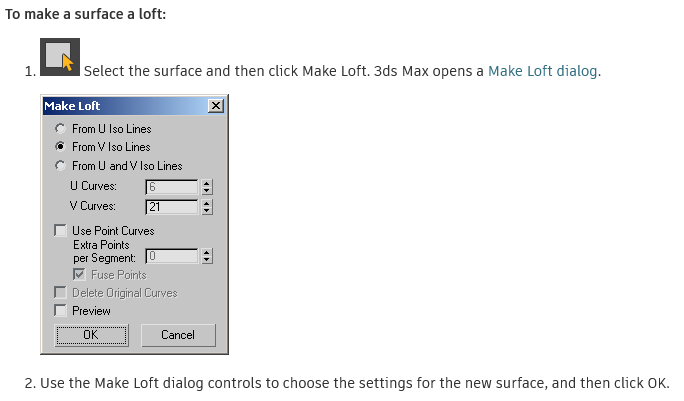 To make a surface a loft:
1. Select the surface and then click Make Loft. 3ds Max opens a Make Loft dialog.
Make Loft
From U Iso Lines
From V Iso Lines
From U and V Iso Lines
U Curves: 6
V Curves: 21
Use Point Curves
Extra Points
per Segment: 0
Fuse Points
Delete Original Curves
Preview
OK Cancel
2. Use the Make Loft dialog controls to choose the settings for the new surface, and then click OK.